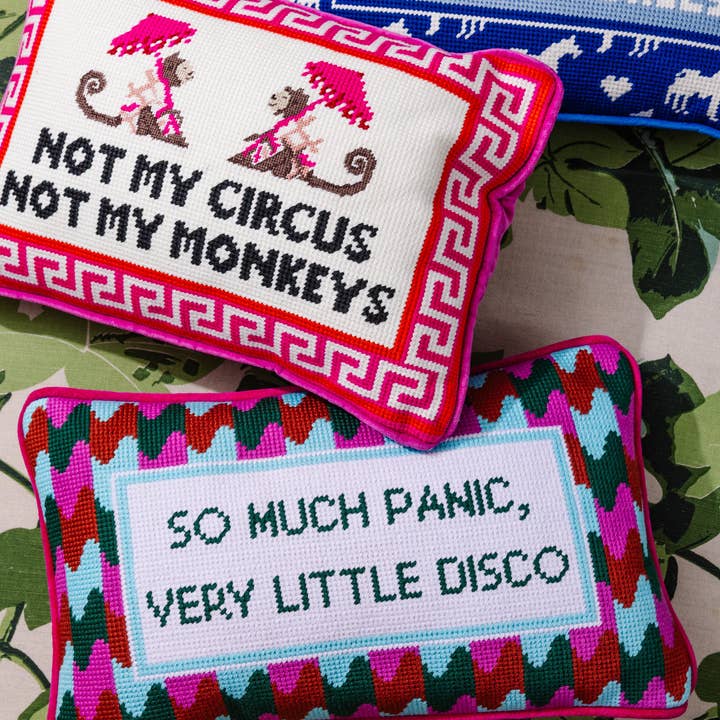 NOT MY CIRCUS
NOT MY MONKEYS
SO MUCH PANIC,
VERY LITTLE DISCO